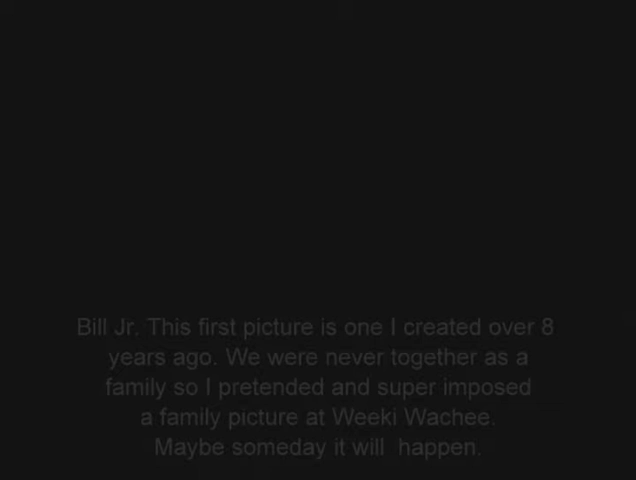 Bill Jr. This first picture is one I created over 8
years ago. We were never together as a
family so I pretended and super imposed
a family picture at Weeki Wachee.
Maybe someday it will  happen.